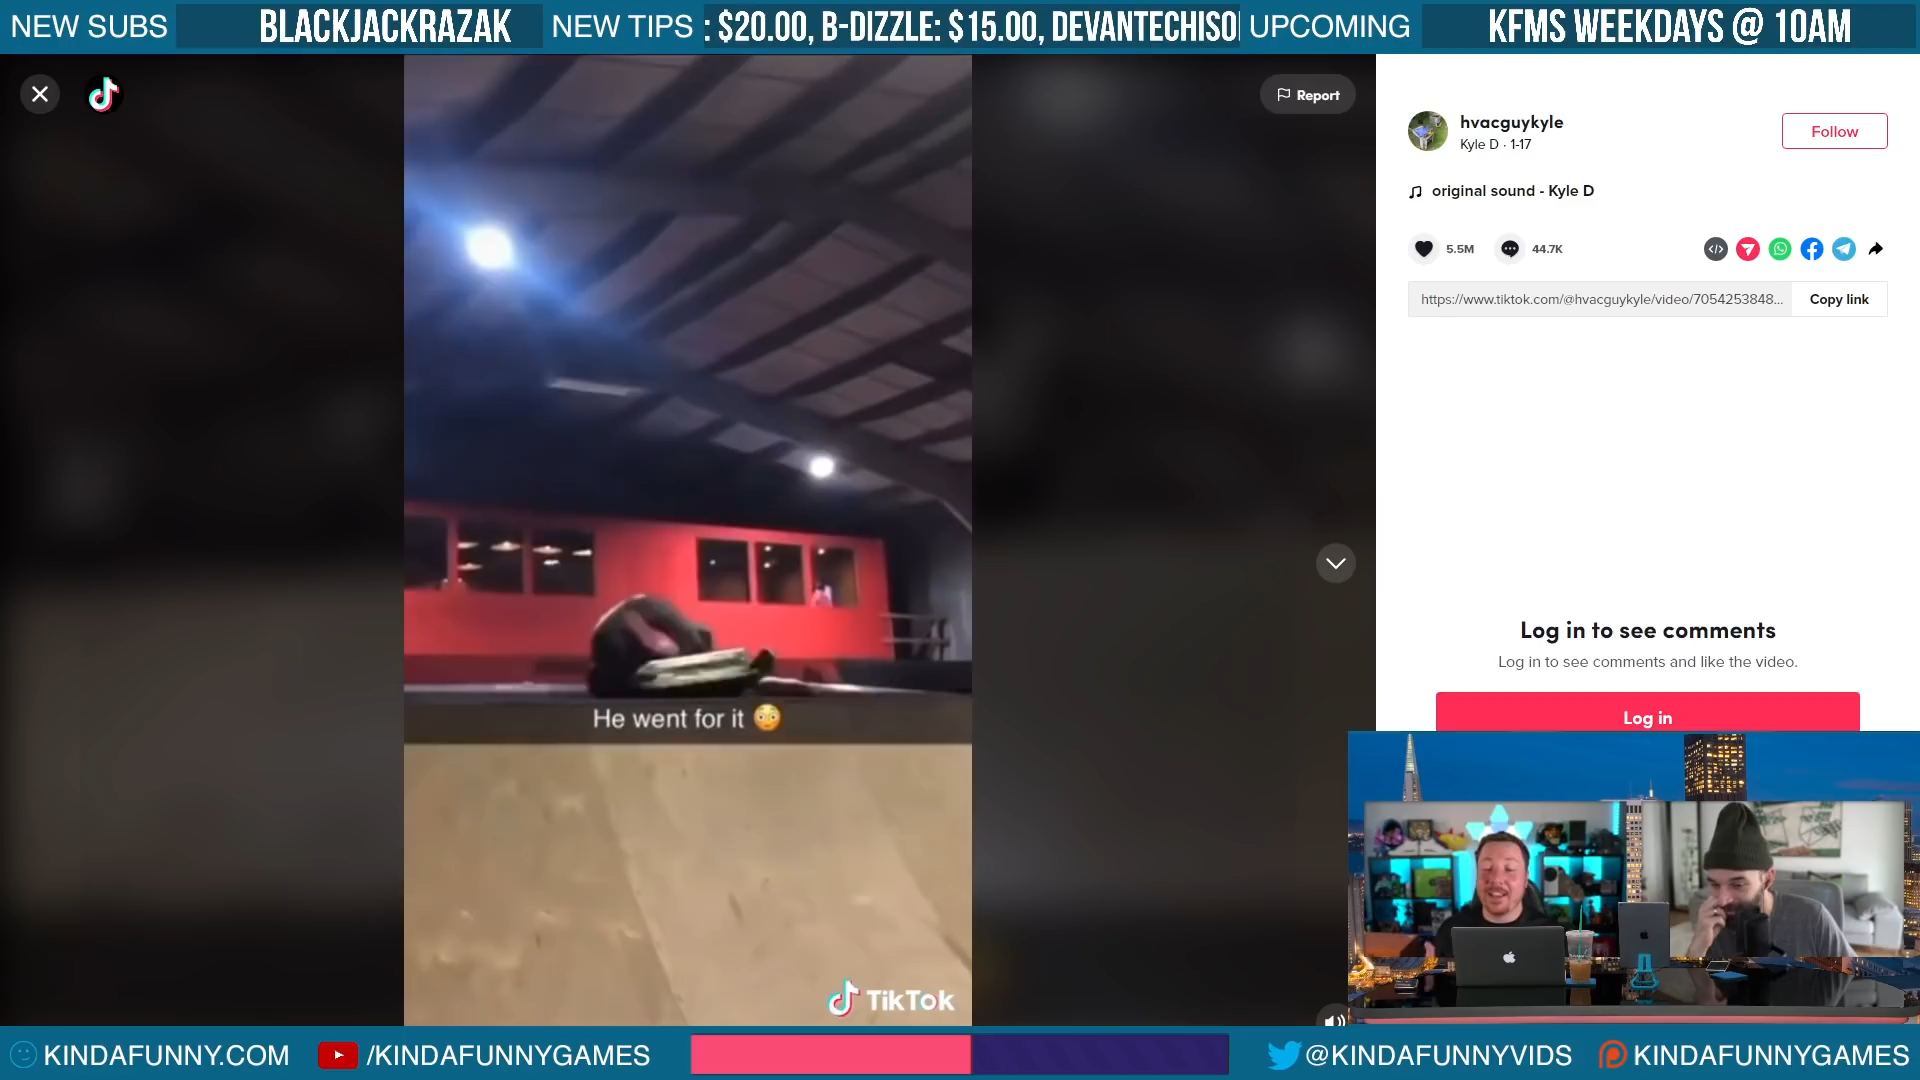 NEW SUBS BLACKJACKRAZAK NEW TIPS : $20.00, B-DIZZLE: $15.00, DEVANTECHISO UPCOMING KFMS WEEKDAYS @ 10AM
Report
hvacguykyle
Kyle D · 1-17
Follow
original sound - Kyle D
5.5M 44.7K
https://www.tiktok.com/@hvacguykyle/video/7054253848... Copy link
Log in to see comments
Log in to see comments and like the video.
Log in
He went for it 😳
TikTok
KINDAFUNNY.COM /KINDAFUNNYGAMES @KINDAFUNNYVIDS KINDAFUNNYGAMES